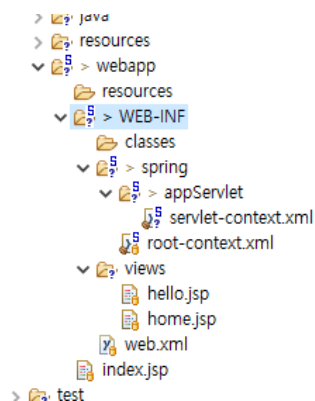 > java
> resources
> webapp
resources
> WEB-INF
classes
> spring
> appServlet
servlet-context.xml
root-context.xml
views
hello.jsp
home.jsp
web.xml
index.jsp
> test